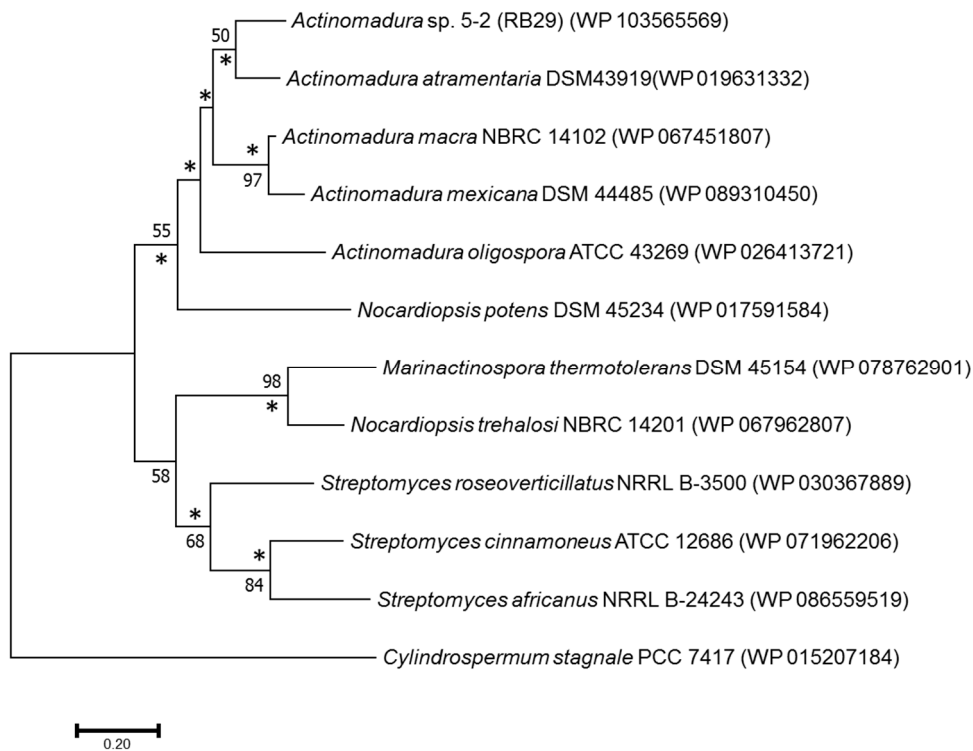 Actinomadura sp. 5-2 (RB29) (WP 103565569)
50
*
Actinomadura atramentaria DSM43919(WP 019631332)
*
Actinomadura macra NBRC 14102 (WP 067451807)
*
*
97
Actinomadura mexicana DSM 44485 (WP 089310450)
55
*
Actinomadura oligospora ATCC 43269 (WP 026413721)
Nocardiopsis potens DSM 45234 (WP 017591584)
Marinactinospora thermotolerans DSM 45154 (WP 078762901)
98
*
Nocardiopsis trehalosi NBRC 14201 (WP 067962807)
58
Streptomyces roseoverticillatus NRRL B-3500 (WP 030367889)
*
68
Streptomyces cinnamoneus ATCC 12686 (WP 071962206)
*
84
Streptomyces africanus NRRL B-24243 (WP 086559519)
Cylindrospermum stagnale PCC 7417 (WP 015207184)
0.20